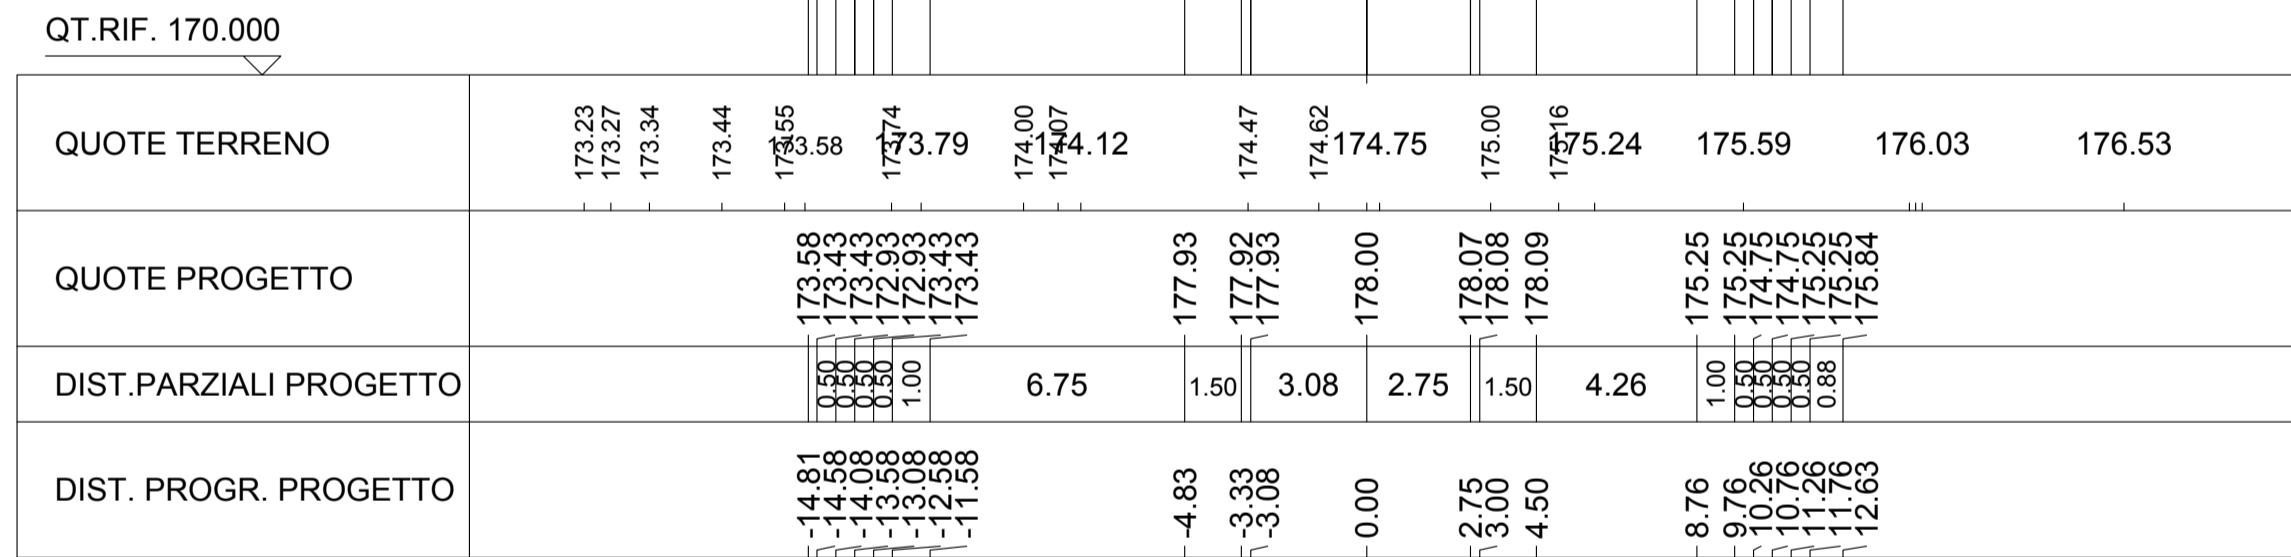 QT.RIF. 170.000
QUOTE TERRENO 173.23 173.27 173.34 173.44 173.55 173.58 173.74 173.79 174.00 174.07 174.12 174.47 174.62 174.75 175.00 175.16 175.24 175.59 176.03 176.53
QUOTE PROGETTO 173.58 173.43 173.43 172.93 172.93 173.43 173.43 177.93 177.92 177.93 178.00 178.07 178.08 178.09 175.25 175.25 174.75 174.75 175.25 175.25 175.84
DIST.PARZIALI PROGETTO 0.50 0.50 0.50 0.50 1.00 6.75 1.50 3.08 2.75 1.50 4.26 1.00 0.50 0.50 0.50 0.50 0.88
DIST. PROGR. PROGETTO -14.81 -14.58 -14.08 -13.58 -13.08 -12.58 -11.58 -4.83 -3.33 -3.08 0.00 2.75 3.00 4.50 8.76 9.76 10.26 10.76 11.26 11.76 12.63